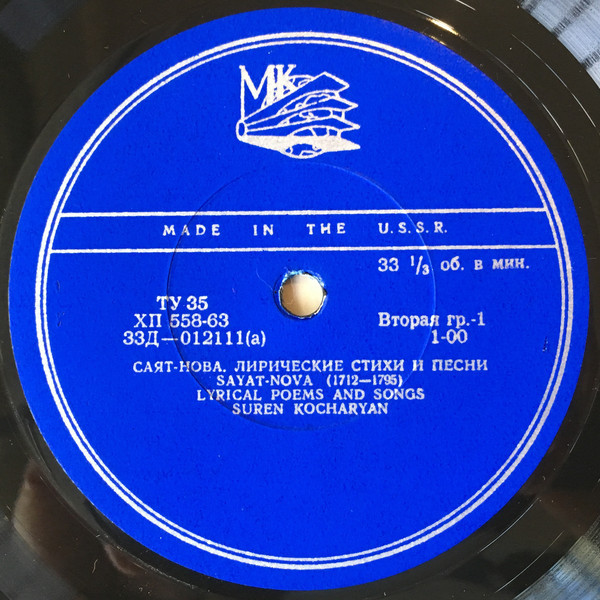 МК
MADE IN THE U.S.S.R.
33 1/3 об. в мин.
ТУ 35
ХП 558-63
33Д—012111(а)
Вторая гр.-1
1-00
САЯТ-НОВА. ЛИРИЧЕСКИЕ СТИХИ И ПЕСНИ
SAYAT-NOVA (1712—1795)
LYRICAL POEMS AND SONGS
SUREN KOCHARYAN